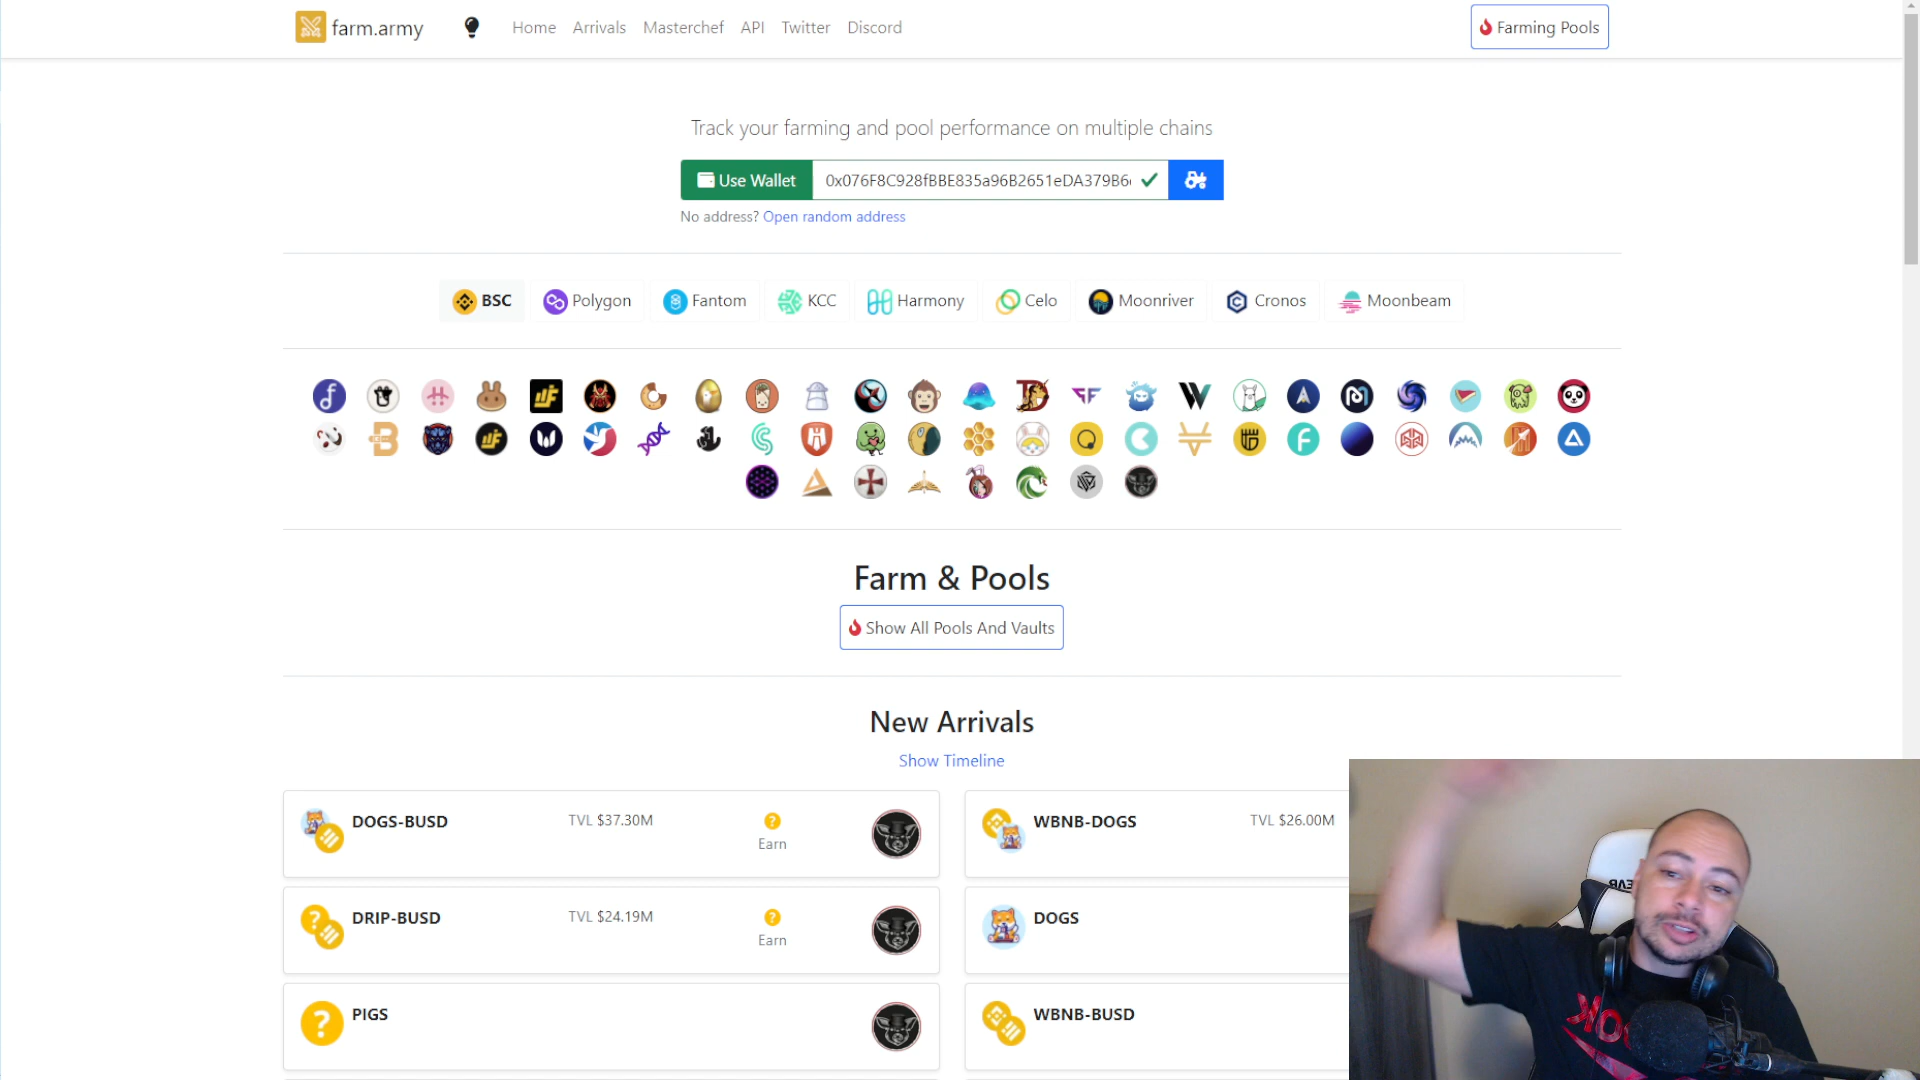 farm.army
Home Arrivals Masterchef API Twitter Discord
Farming Pools
Track your farming and pool performance on multiple chains
Use Wallet
0x076F8C928fBBE835a96B2651eDA379B6
No address? Open random address
BSC Polygon Fantom KCC Harmony Celo Moonriver Cronos Moonbeam
Farm & Pools
Show All Pools And Vaults
New Arrivals
Show Timeline
DOGS-BUSD TVL $37.30M Earn
WBNB-DOGS TVL $26.00M
DRIP-BUSD TVL $24.19M Earn
DOGS
PIGS
WBNB-BUSD